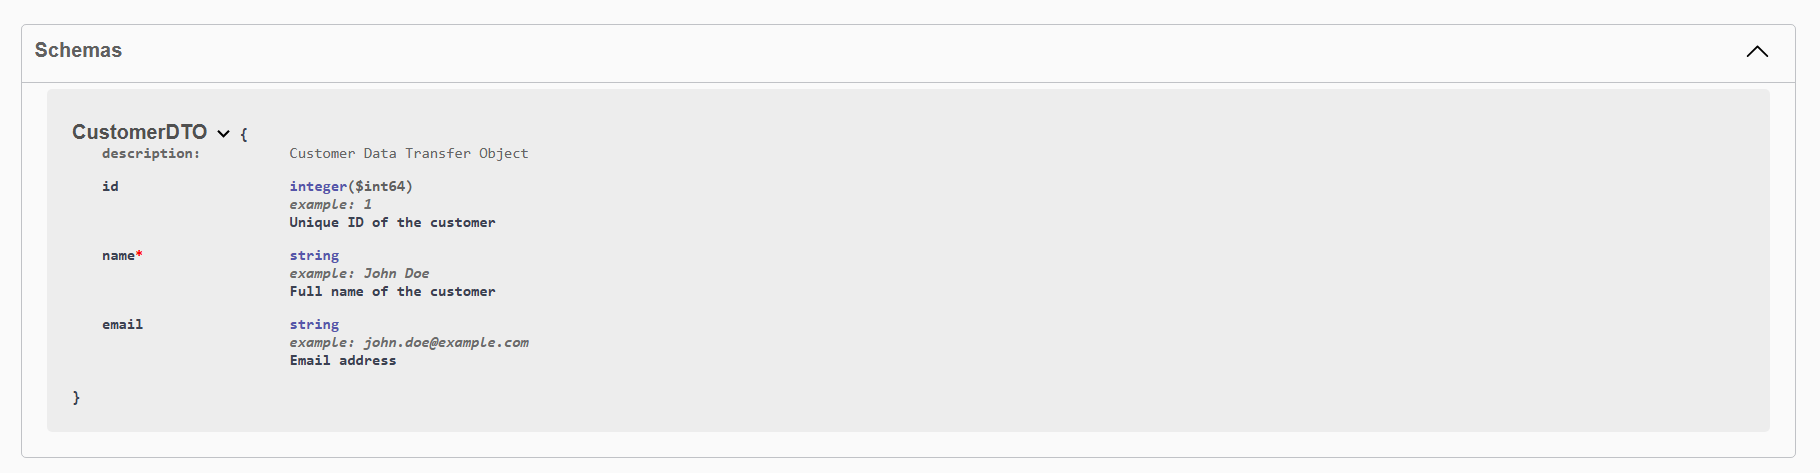 Schemas
CustomerDTO {
description: Customer Data Transfer Object
id integer($int64)
example: 1
Unique ID of the customer
name* string
example: John Doe
Full name of the customer
email string
example: john.doe@example.com
Email address
}